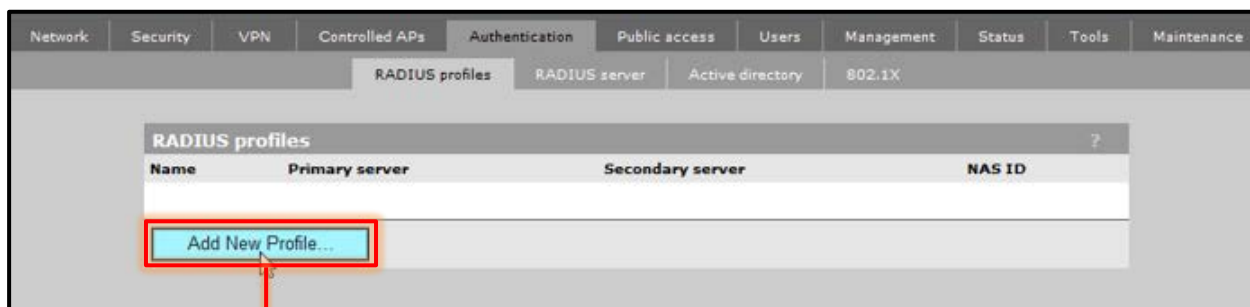 Network Security VPN Controlled APs Authentication Public access Users Management Status Tools Maintenance
RADIUS profiles RADIUS server Active directory 802.1X
RADIUS profiles ?
Name Primary server Secondary server NAS ID
Add New Profile...